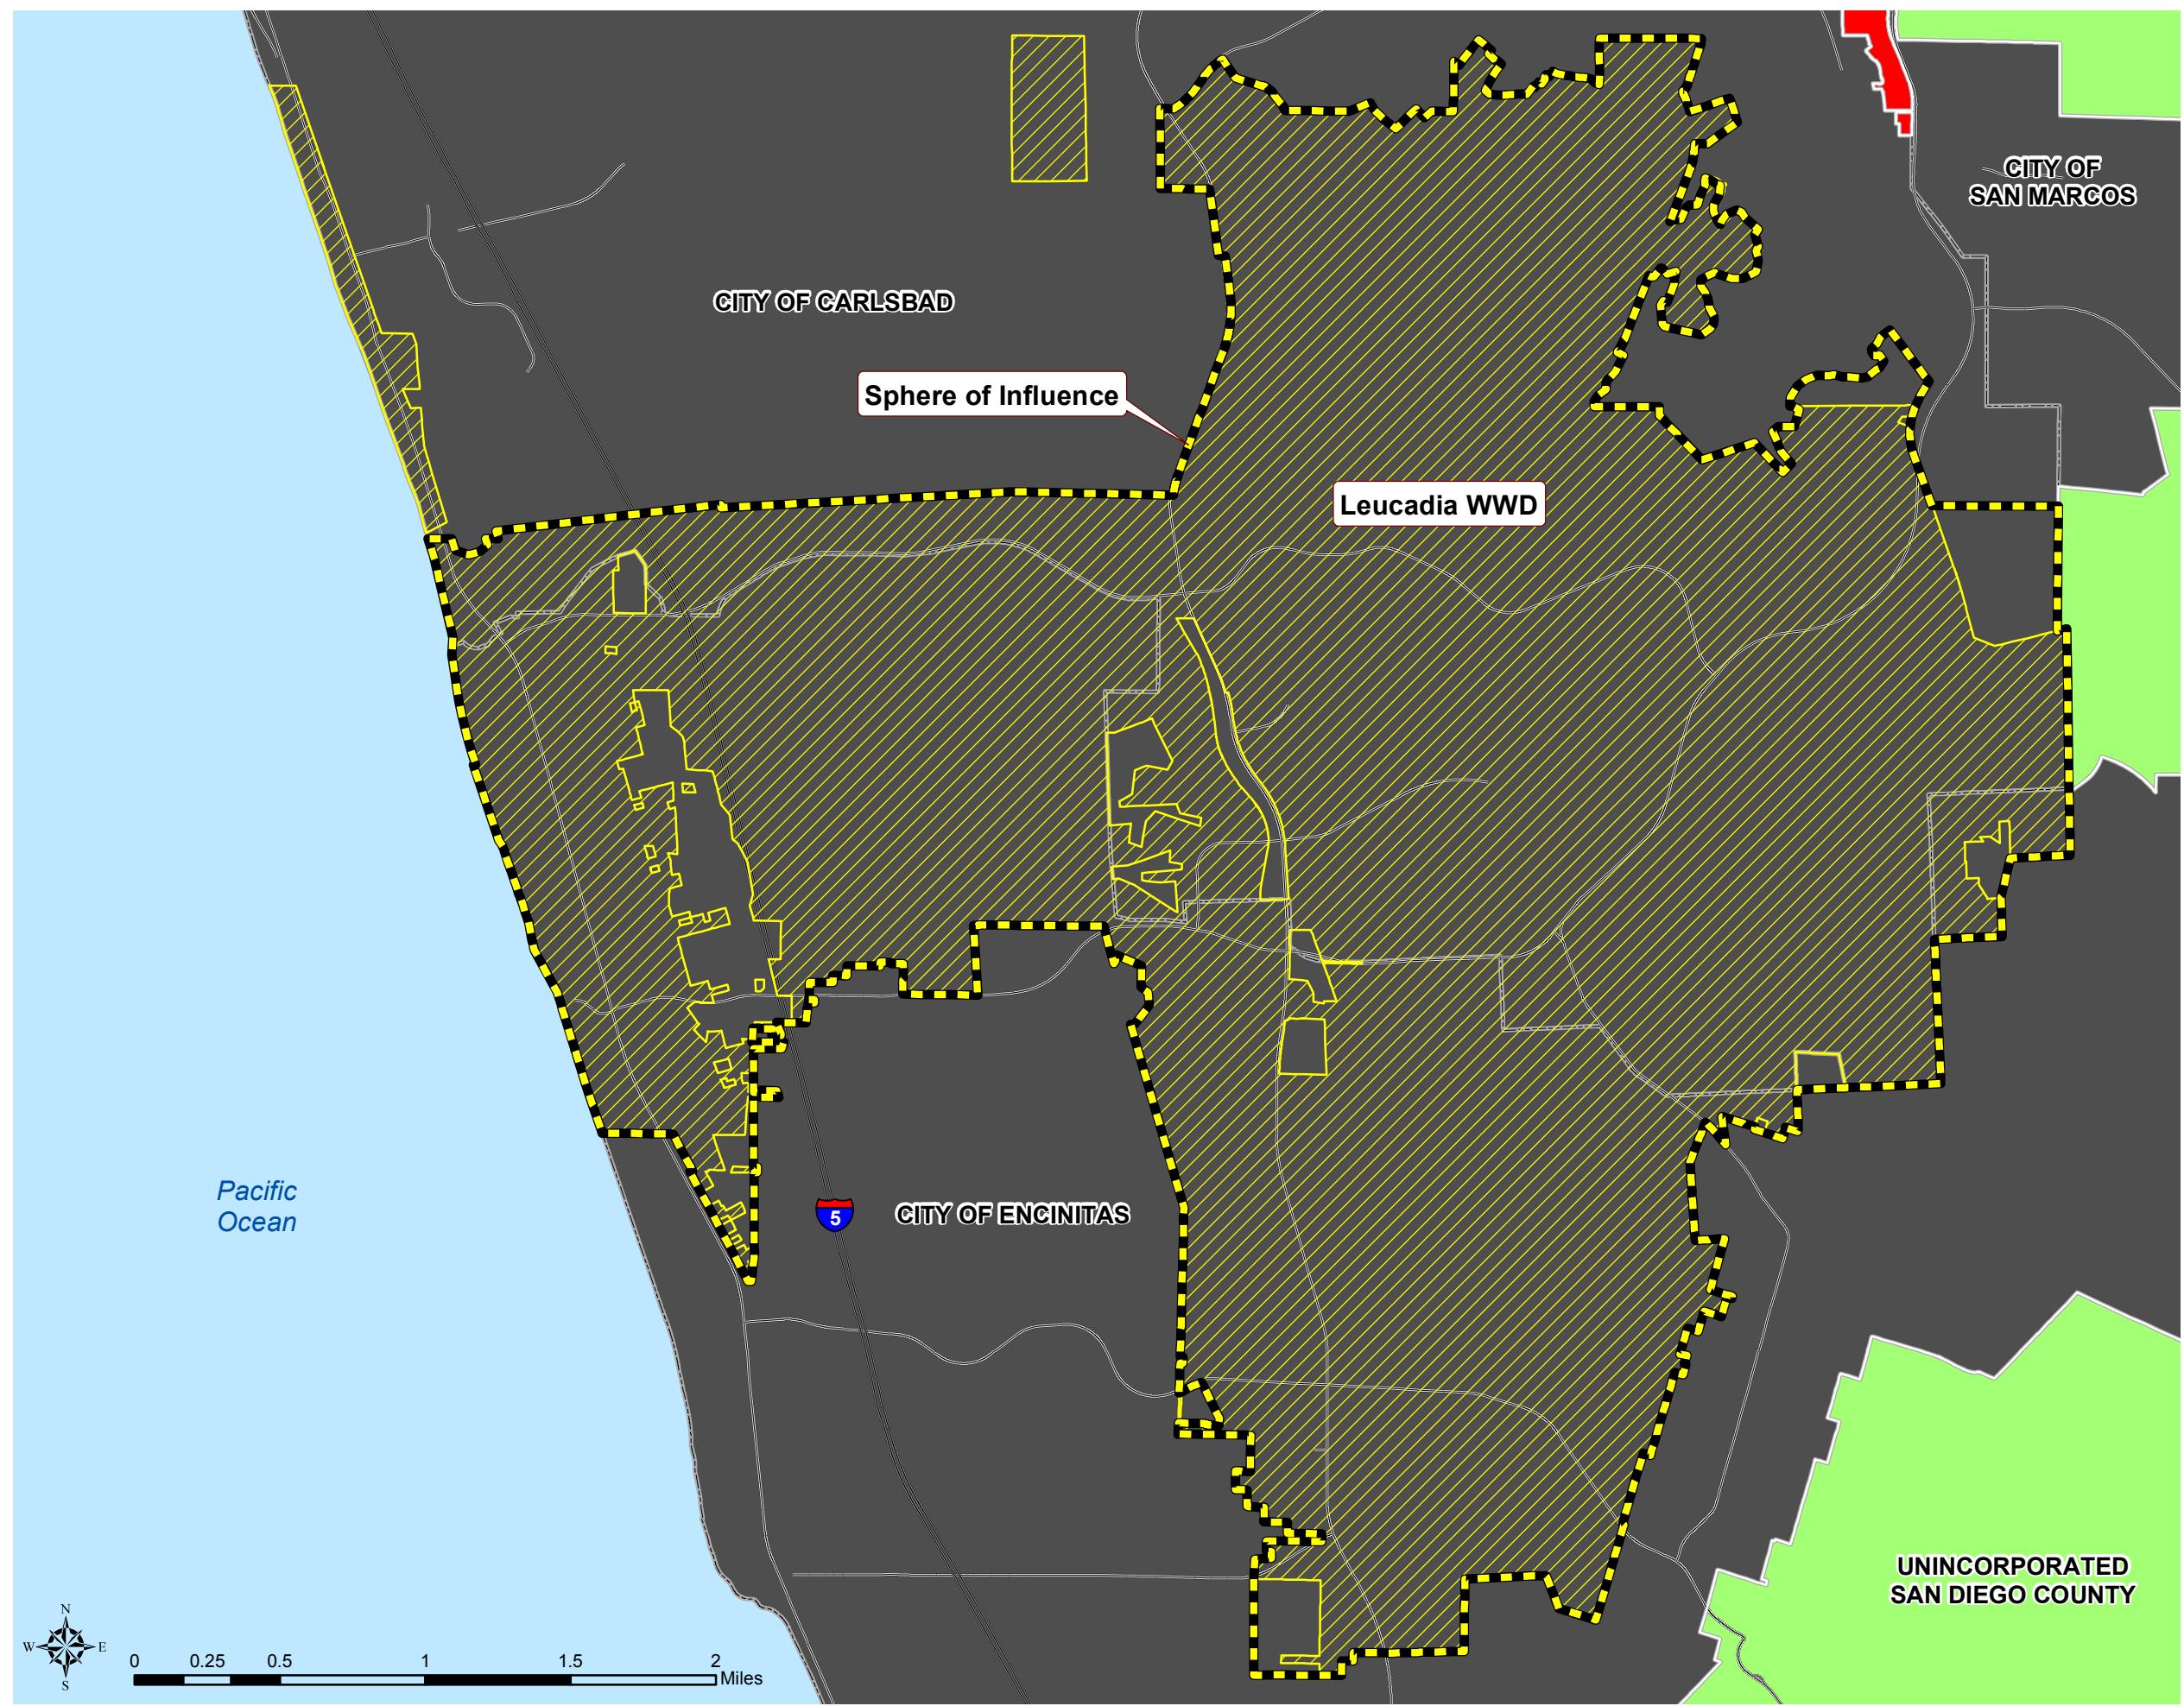 CITY OF
SAN MARCOS
CITY OF CARLSBAD
Sphere of Influence
Leucadia WWD
Pacific
Ocean
5
CITY OF ENCINITAS
UNINCORPORATED
SAN DIEGO COUNTY
N
W E
S
0 0.25 0.5 1 1.5 2
Miles